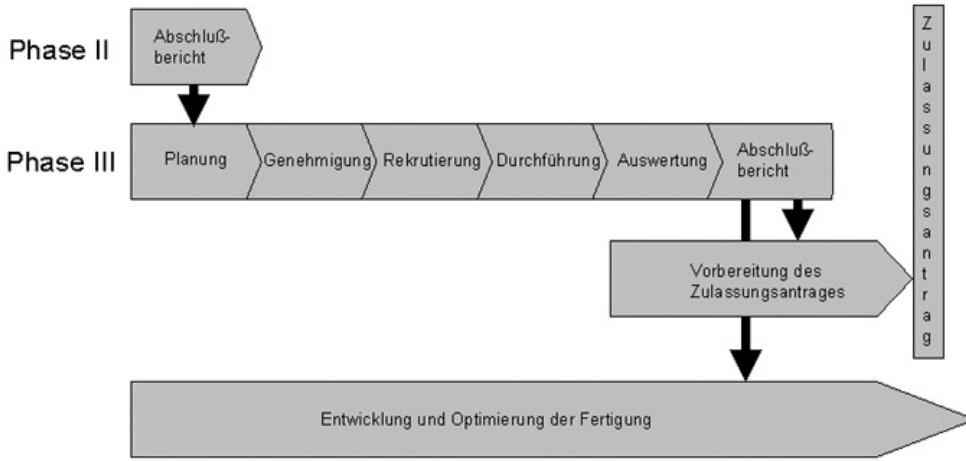 Phase II
Abschluß-
bericht
Phase III
Planung
Genehmigung
Rekrutierung
Durchführung
Auswertung
Abschluß-
bericht
Vorbereitung des
Zulassungsantrages
Zulassungsantrag
Entwicklung und Optimierung der Fertigung